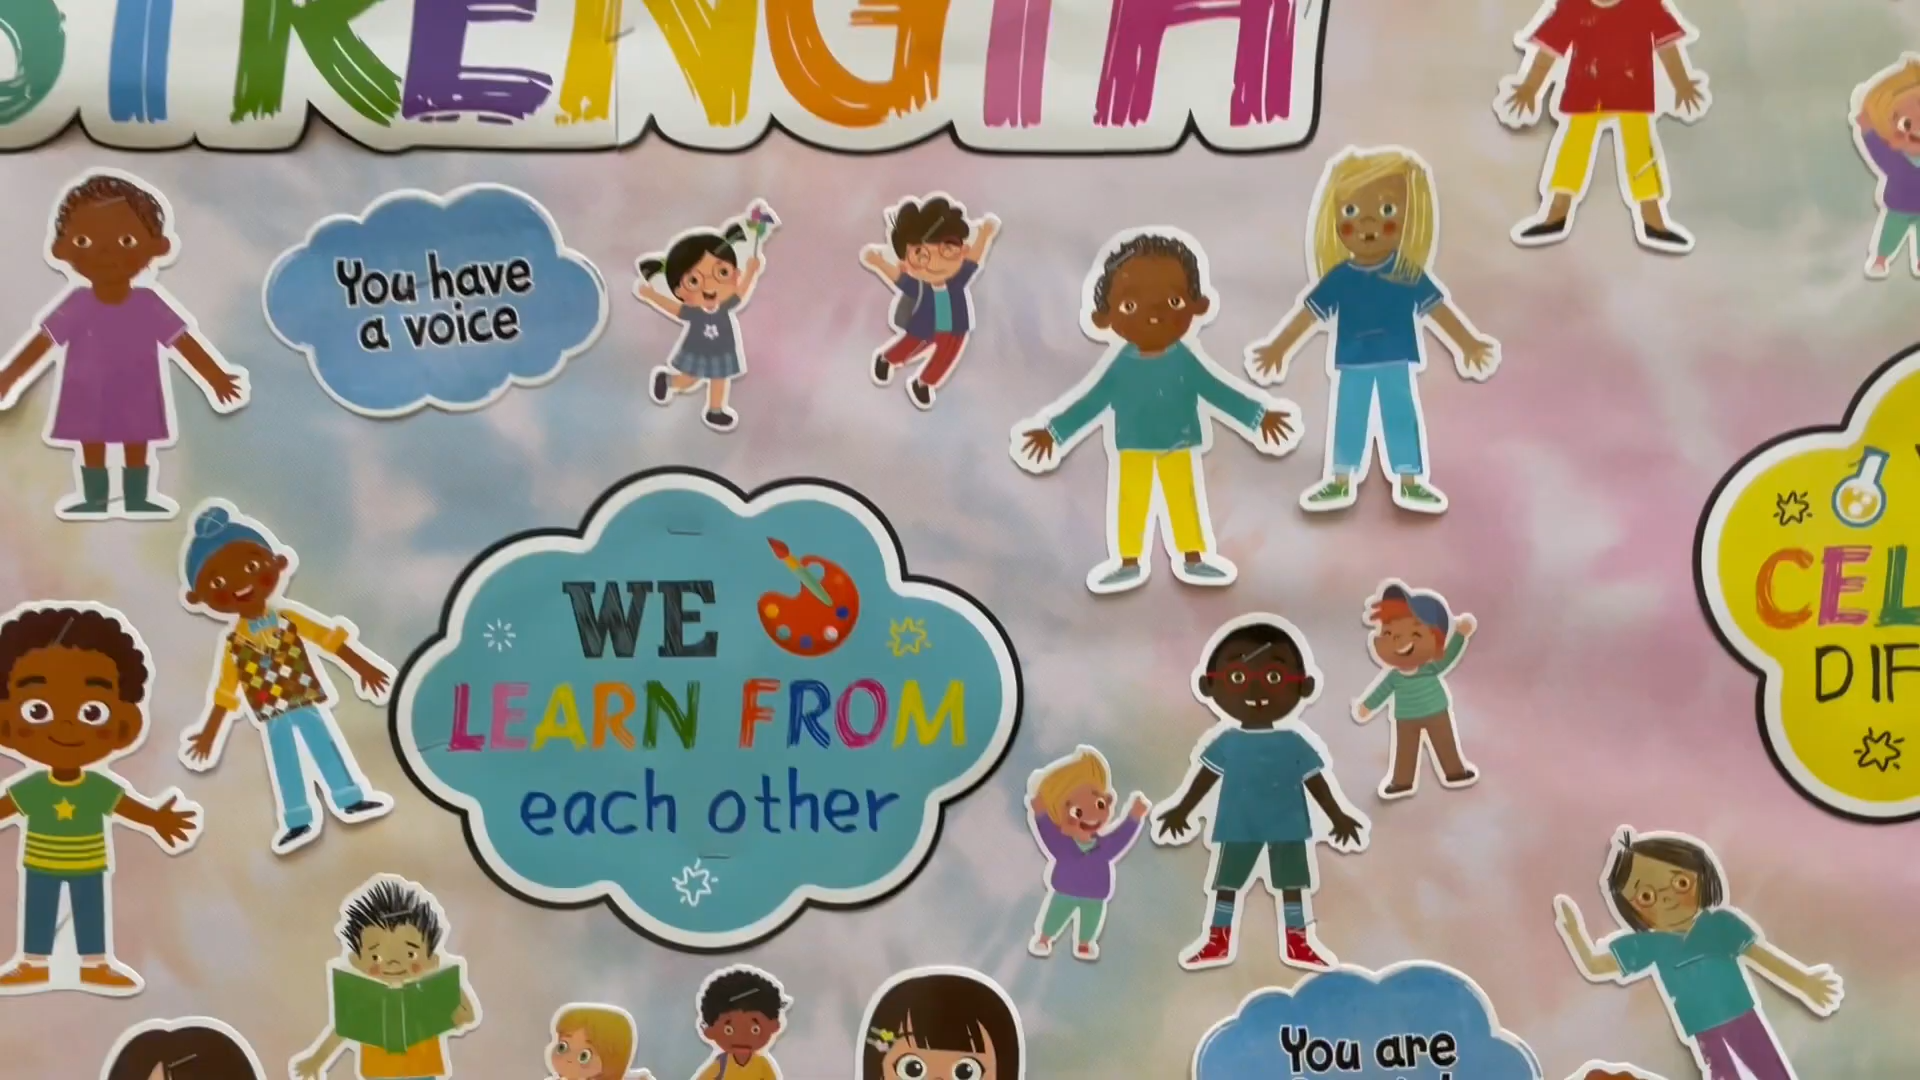 STRENGTH
You have
a voice
WE
LEARN FROM
each other
CEL
DIF
You are